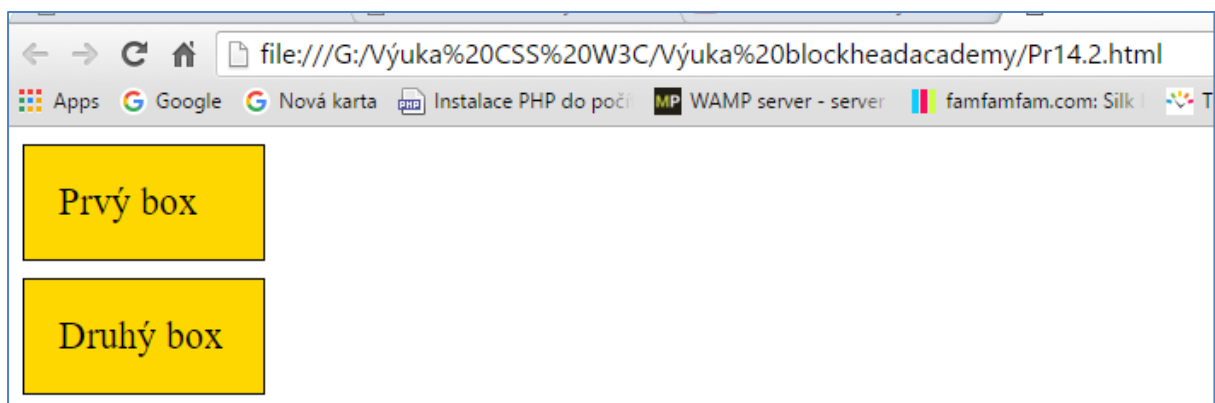 file:///G:/Výuka%20CSS%20W3C/Výuka%20blockheadacademy/Pr14.2.html
Apps Google Nová karta Instalace PHP do počí WAMP server - server famfamfam.com: Silk T
Prvý box
Druhý box